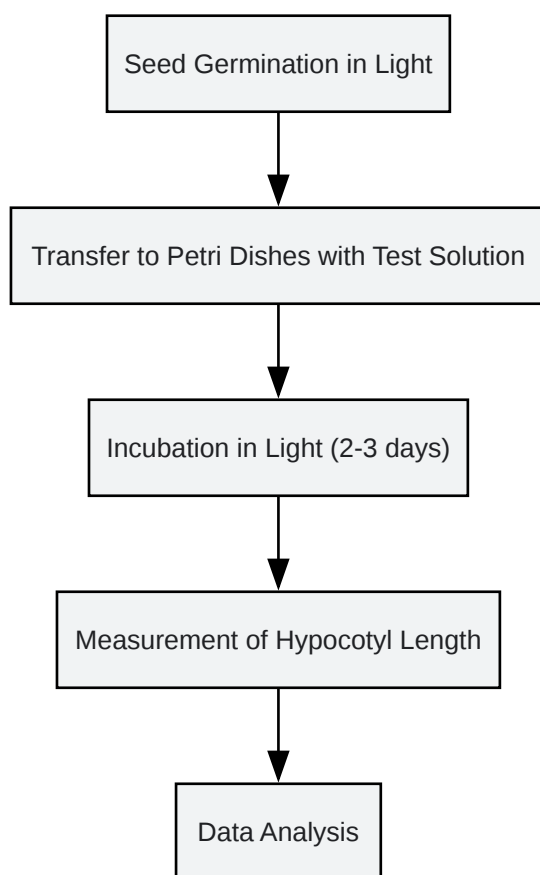 Seed Germination in Light
Transfer to Petri Dishes with Test Solution
Incubation in Light (2-3 days)
Measurement of Hypocotyl Length
Data Analysis